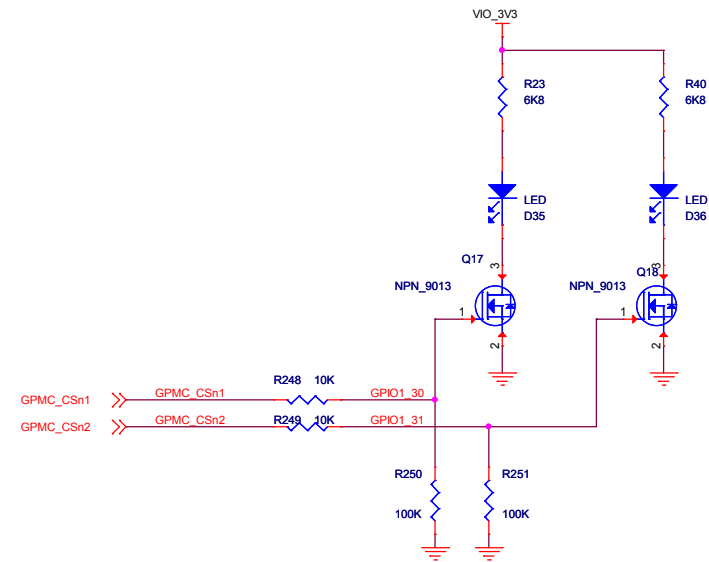 VIO_3V3
R23
6K8
R40
6K8
LED
D35
LED
D36
Q17
3
NPN_9013
1
2
Q18
3
NPN_9013
1
2
R248 10K
GPMC_CSn1
GPMC_CSn1
GPIO1_30
GPMC_CSn2
GPMC_CSn2
R249 10K
GPIO1_31
R250
100K
R251
100K